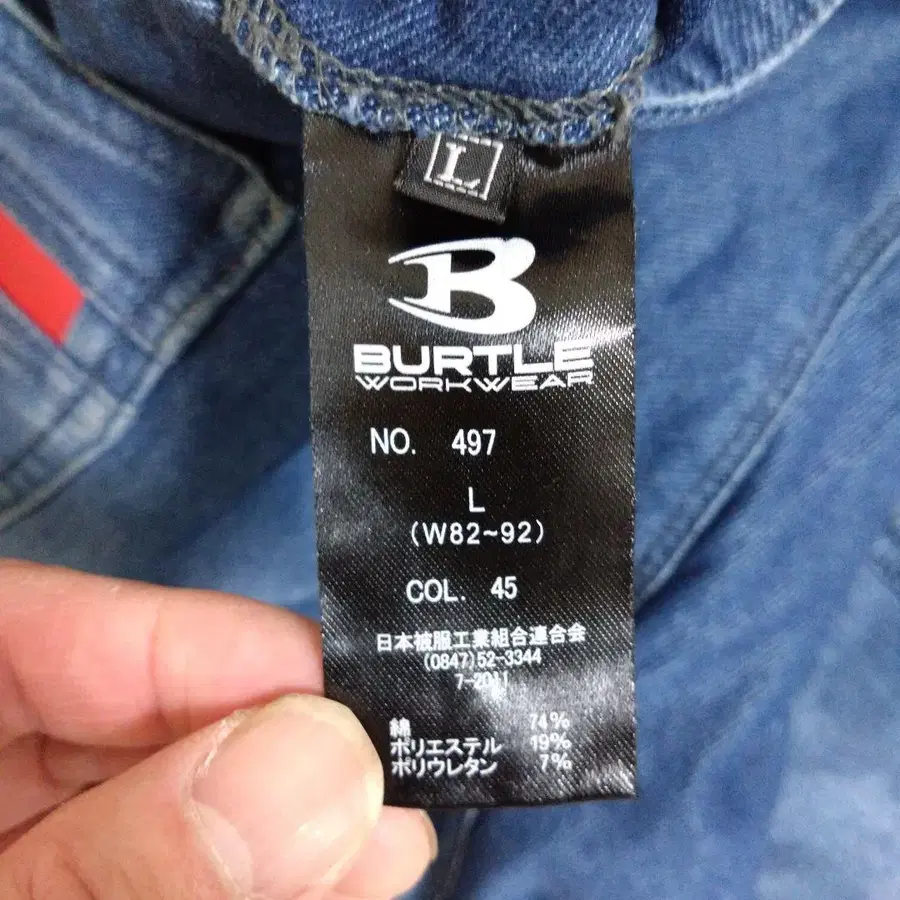 L
B
BURTLE
WORKWEAR
NO. 497
L
(W82~92)
COL. 45
日本被服工業組合連合会
(0847)52-3344
7-2011
綿 74%
ポリエステル 19%
ポリウレタン 7%